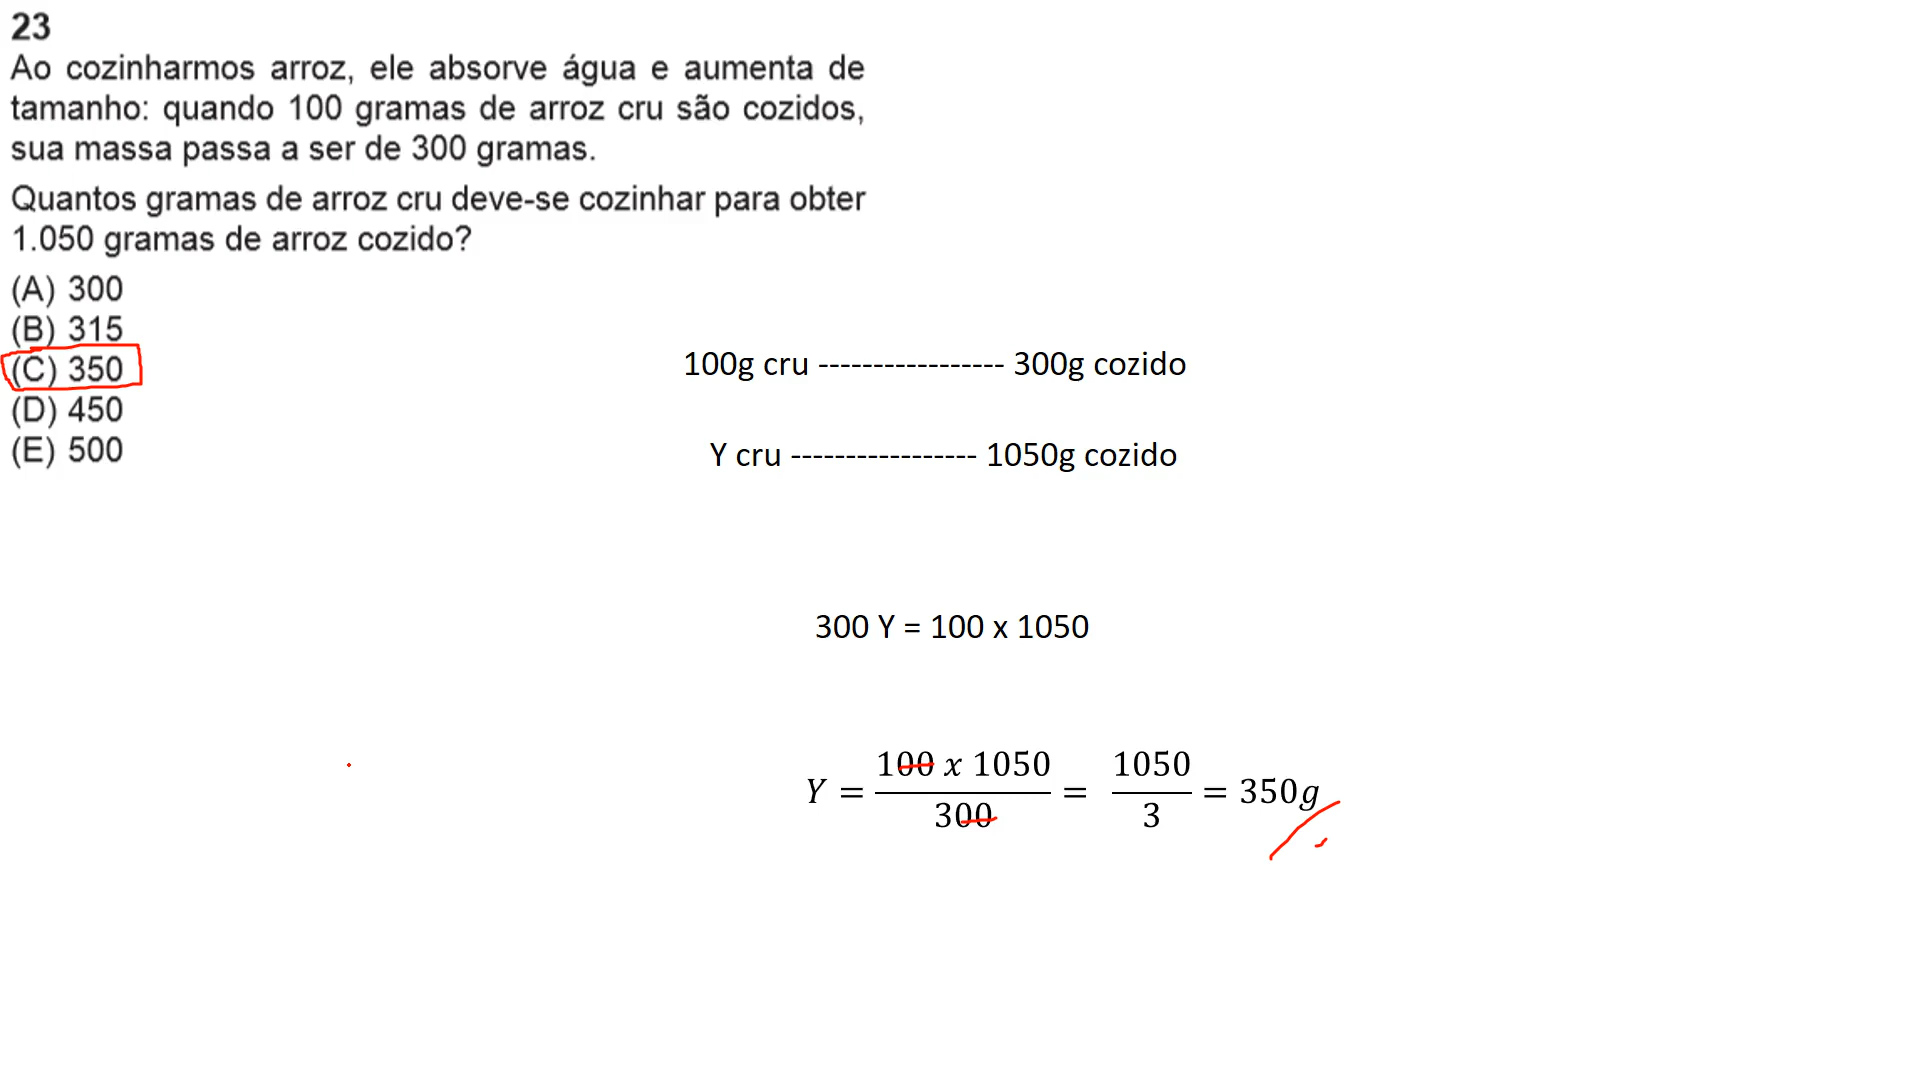 23
Ao cozinharmos arroz, ele absorve água e aumenta de
tamanho: quando 100 gramas de arroz cru são cozidos,
sua massa passa a ser de 300 gramas.
Quantos gramas de arroz cru deve-se cozinhar para obter
1.050 gramas de arroz cozido?
(A) 300
(B) 315
(C) 350
(D) 450
(E) 500
100g cru ----------------- 300g cozido
Y cru ----------------- 1050g cozido
300 Y = 100 x 1050
Y = 100 x 1050 / 300 = 1050 / 3 = 350g